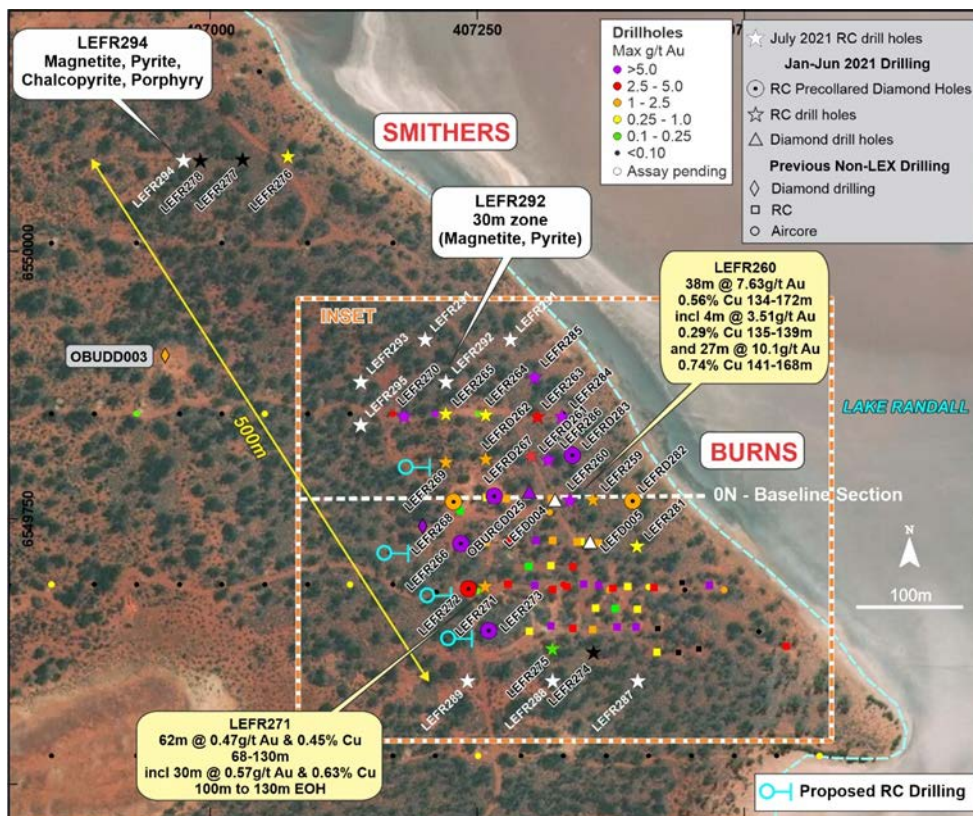 407000
407250
LEFR294
Magnetite, Pyrite,
Chalcopyrite, Porphyry
SMITHERS
Drillholes
Max g/t Au
>5.0
2.5 - 5.0
1 - 2.5
0.25 - 1.0
0.1 - 0.25
<0.10
Assay pending
July 2021 RC drill holes
Jan-Jun 2021 Drilling
RC Precollared Diamond Holes
RC drill holes
Diamond drill holes
Previous Non-LEX Drilling
Diamond drilling
RC
Aircore
LEFR294
LEFR278
LEFR277
LEFR276
LEFR292
30m zone
(Magnetite, Pyrite)
6550000
LEFR260
38m @ 7.63g/t Au
0.56% Cu 134-172m
incl 4m @ 3.51g/t Au
0.29% Cu 135-139m
and 27m @ 10.1g/t Au
0.74% Cu 141-168m
INSET
OBUDD003
500m
LEFR293
LEFR291
LEFR292
LEFR285
LEFR295
LEFR270
LEFR265
LEFR264
LEFR263
LEFR284
LEFRD262
LEFRD261
LEFR286
LEFRD285
LEFRD267
LEFR260
LEFR259
LEFRD282
LAKE RANDALL
BURNS
0N - Baseline Section
6549750
LEFR269
LEFR268
OBURCD025
LEFRD004
LEFD005
LEFR281
LEFR266
N
100m
LEFR272
LEFR271
LEFR273
LEFR275
LEFR274
LEFR289
LEFR288
LEFR287
LEFR271
62m @ 0.47g/t Au & 0.45% Cu
68-130m
incl 30m @ 0.57g/t Au & 0.63% Cu
100m to 130m EOH
Proposed RC Drilling